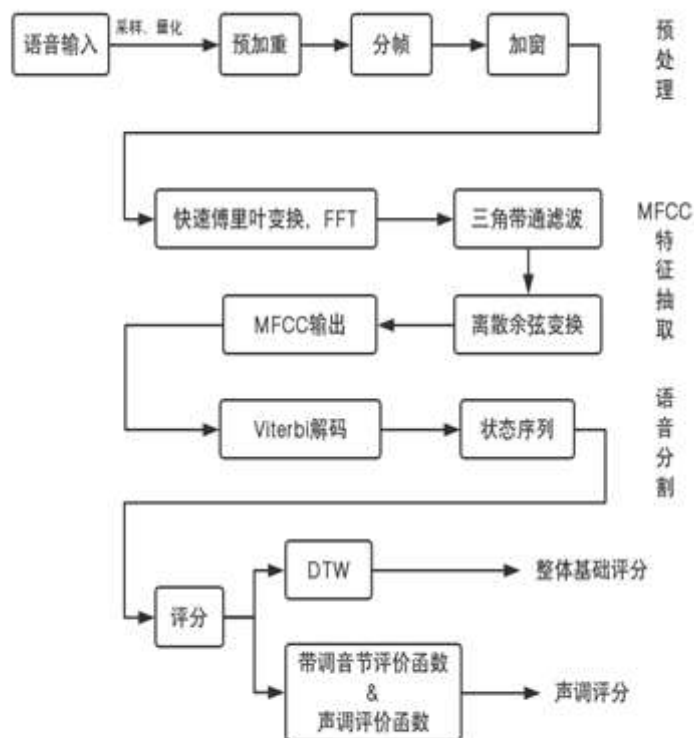 语音输入
采样、量化
预加重
分帧
加窗
预处理
快速傅里叶变换、FFT
三角带通滤波
MFCC特征抽取
MFCC输出
离散余弦变换
Viterbi解码
状态序列
语音分割
DTW
整体基础评分
评分
带调音节评价函数
&
声调评价函数
声调评分